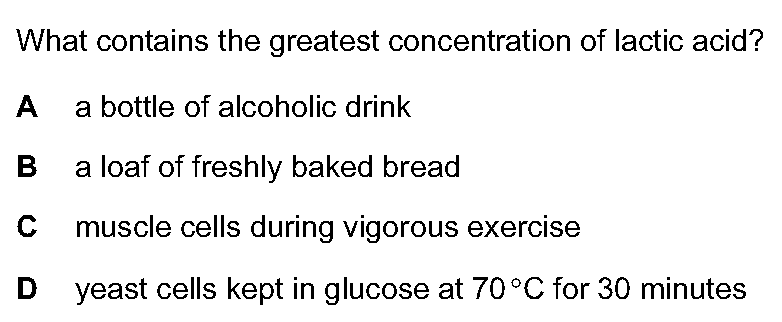 What contains the greatest concentration of lactic acid?
A a bottle of alcoholic drink
B a loaf of freshly baked bread
C muscle cells during vigorous exercise
D yeast cells kept in glucose at 70 °C for 30 minutes